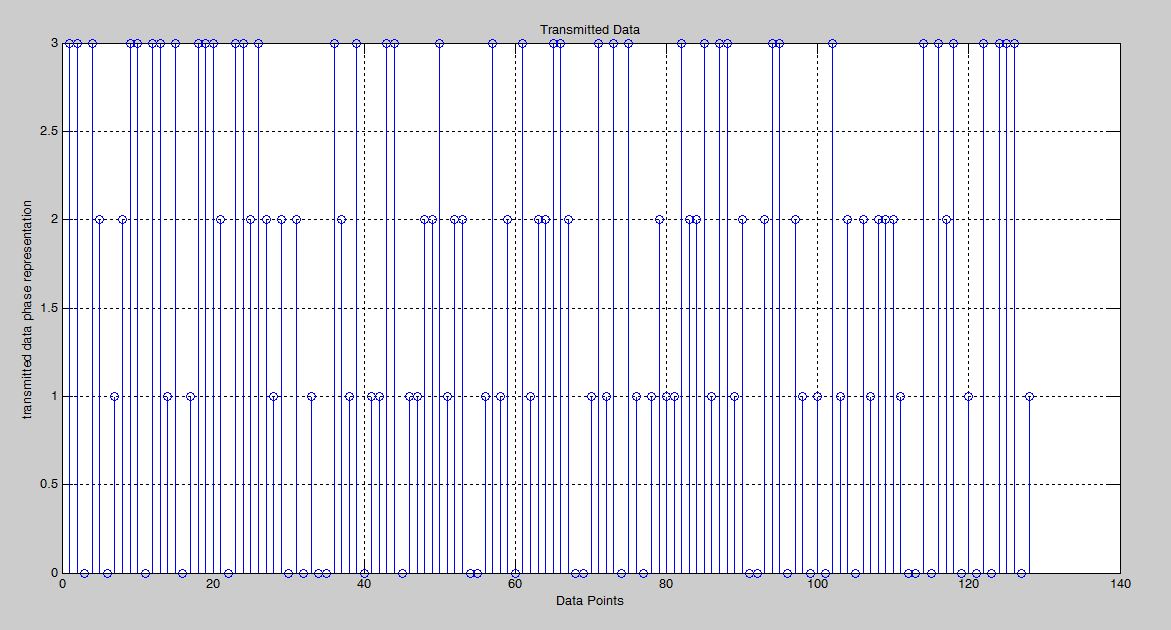 Transmitted Data
3
2.5
2
1.5
1
0.5
0
transmitted data phase representation
0 20 40 60 80 100 120 140
Data Points